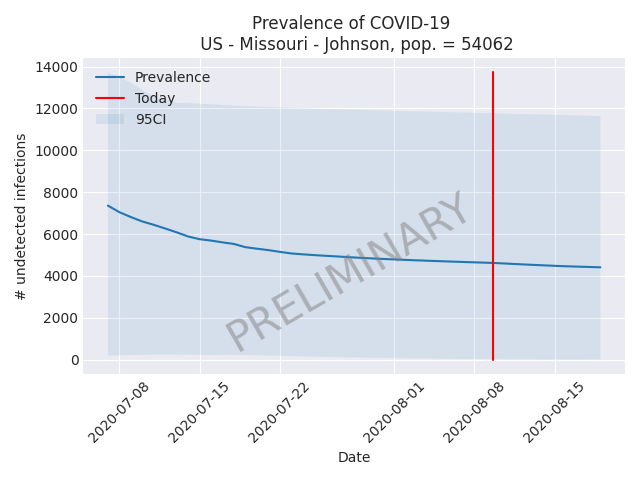 Prevalence of COVID-19
US - Missouri - Johnson, pop. = 54062
14000
12000
10000
8000
6000
4000
2000
0
# undetected infections
Prevalence
Today
95CI
PRELIMINARY
2020-07-08
2020-07-15
2020-07-22
2020-08-01
2020-08-08
2020-08-15
Date